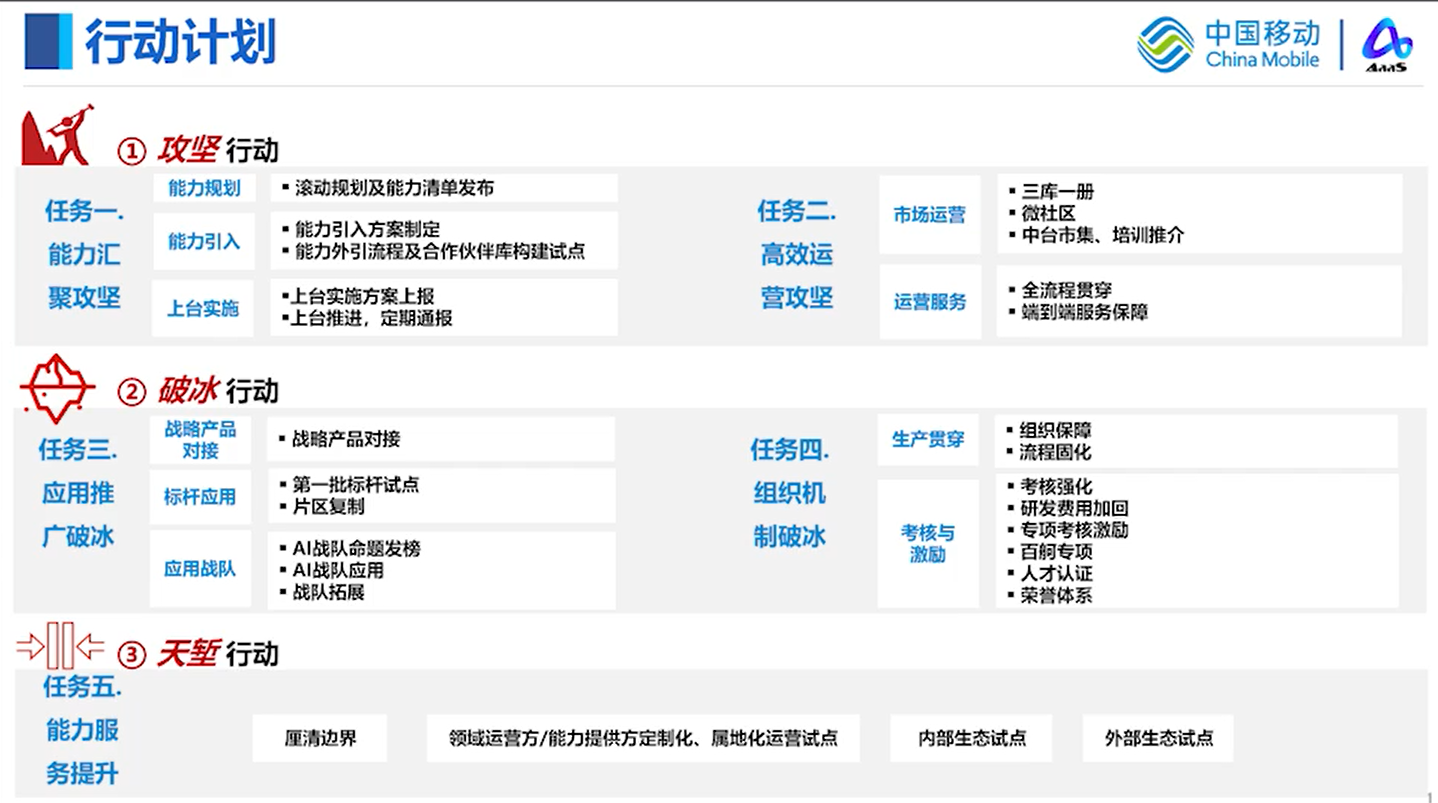 行动计划
中国移动
China Mobile
AaaS
① 攻坚 行动
任务一.
能力汇
聚攻坚
能力规划
▪ 滚动规划及能力清单发布
能力引入
▪ 能力引入方案制定
▪ 能力外引流程及合作伙伴库构建试点
上台实施
▪上台实施方案上报
▪上台推进，定期通报
任务二.
高效运
营攻坚
市场运营
▪ 三库一册
▪ 微社区
▪ 中台市集、培训推介
运营服务
▪ 全流程贯穿
▪ 端到端服务保障
② 破冰 行动
任务三.
应用推
广破冰
战略产品
对接
▪ 战略产品对接
标杆应用
▪ 第一批标杆试点
▪ 片区复制
应用战队
▪ AI战队命题发榜
▪ AI战队应用
▪ 战队拓展
任务四.
组织机
制破冰
生产贯穿
▪ 组织保障
▪ 流程固化
考核与
激励
▪ 考核强化
▪ 研发费用加回
▪ 专项考核激励
▪ 百舸专项
▪ 人才认证
▪ 荣誉体系
③ 天堑 行动
任务五.
能力服
务提升
厘清边界
领域运营方/能力提供方定制化、属地化运营试点
内部生态试点
外部生态试点
1